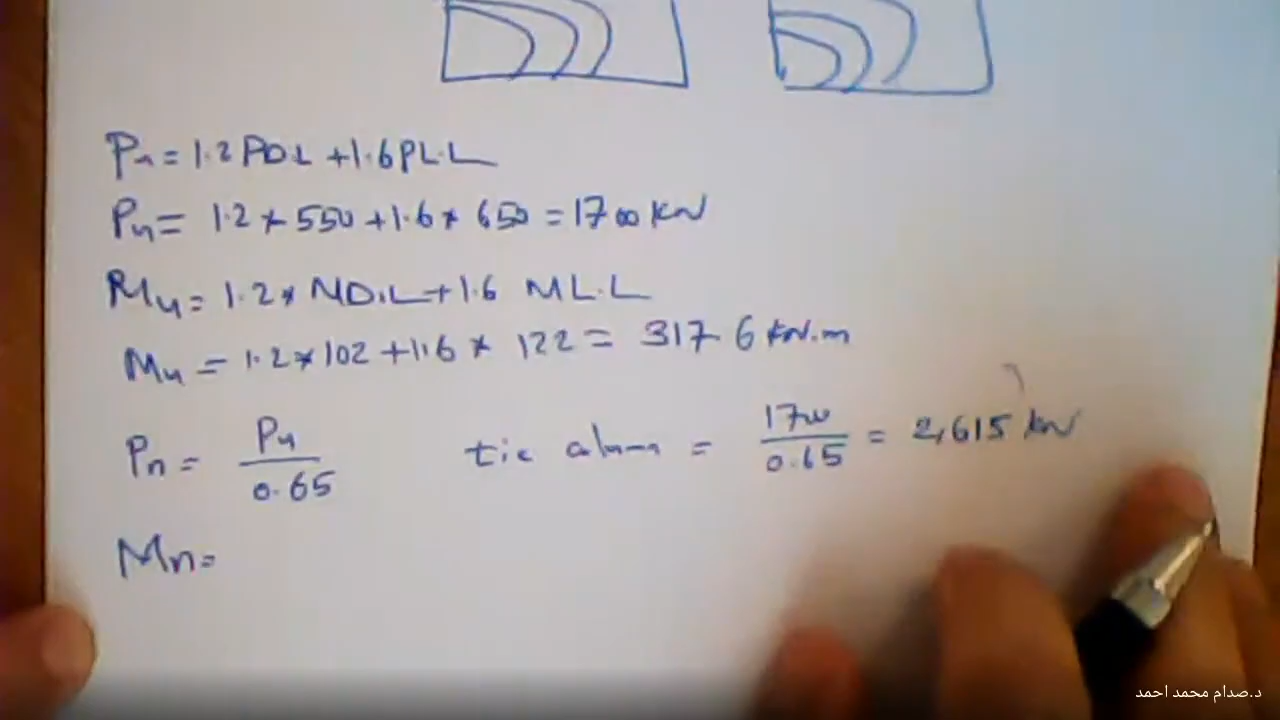 Pu = 1.2 PD.L + 1.6 PL.L
Pu = 1.2 * 550 + 1.6 * 650 = 1700 kN
Mu = 1.2 * MD.L + 1.6 ML.L
Mu = 1.2 * 102 + 1.6 * 122 = 317.6 kN.m
Pn = Pu / 0.65 tie column = 1700 / 0.65 = 2,615 kN
Mn =
د.صدام محمد احمد